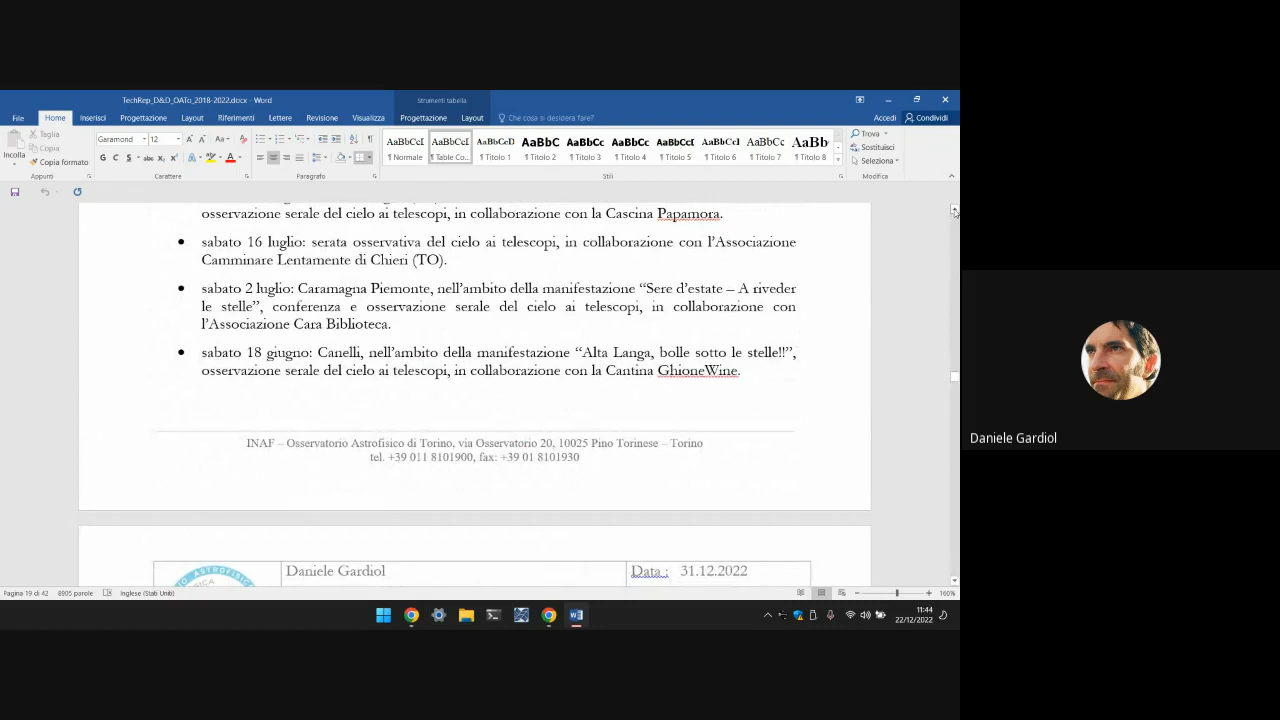 TechRep_D&D_OATo_2018-2022.docx - Word
Strumenti tabella
File Home Inserisci Progettazione Layout Riferimenti Lettere Revisione Visualizza Progettazione Layout Che cosa si desidera fare? Accedi Condividi
Incolla
Taglia
Copia
Copia formato
Appunti
Garamond 12
G C S abc
Carattere
Paragrafo
AaBbCcI AaBbCcI AaBbCcD AaBbC AaBbCc AaBbCc AaBbCcI AaBbCcI AaBbCc AaBb
¶ Normale ¶ Table Co... ¶ Titolo 1 ¶ Titolo 2 ¶ Titolo 3 ¶ Titolo 4 ¶ Titolo 5 ¶ Titolo 6 ¶ Titolo 7 ¶ Titolo 8
Stili
Trova
Sostituisci
Seleziona
Modifica
osservazione serale del cielo ai telescopi, in collaborazione con la Cascina Papamora.
• sabato 16 luglio: serata osservativa del cielo ai telescopi, in collaborazione con l’Associazione
Camminare Lentamente di Chieri (TO).
• sabato 2 luglio: Caramagna Piemonte, nell’ambito della manifestazione “Sere d’estate – A riveder
le stelle”, conferenza e osservazione serale del cielo ai telescopi, in collaborazione con
l’Associazione Cara Biblioteca.
• sabato 18 giugno: Canelli, nell’ambito della manifestazione “Alta Langa, bolle sotto le stelle!!”,
osservazione serale del cielo ai telescopi, in collaborazione con la Cantina GhioneWine.
INAF – Osservatorio Astrofisico di Torino, via Osservatorio 20, 10025 Pino Torinese – Torino
tel. +39 011 8101900, fax: +39 01 8101930
Daniele Gardiol Data : 31.12.2022
Pagina 19 di 42 8905 parole Inglese (Stati Uniti) 160%
11:44
22/12/2022
Daniele Gardiol